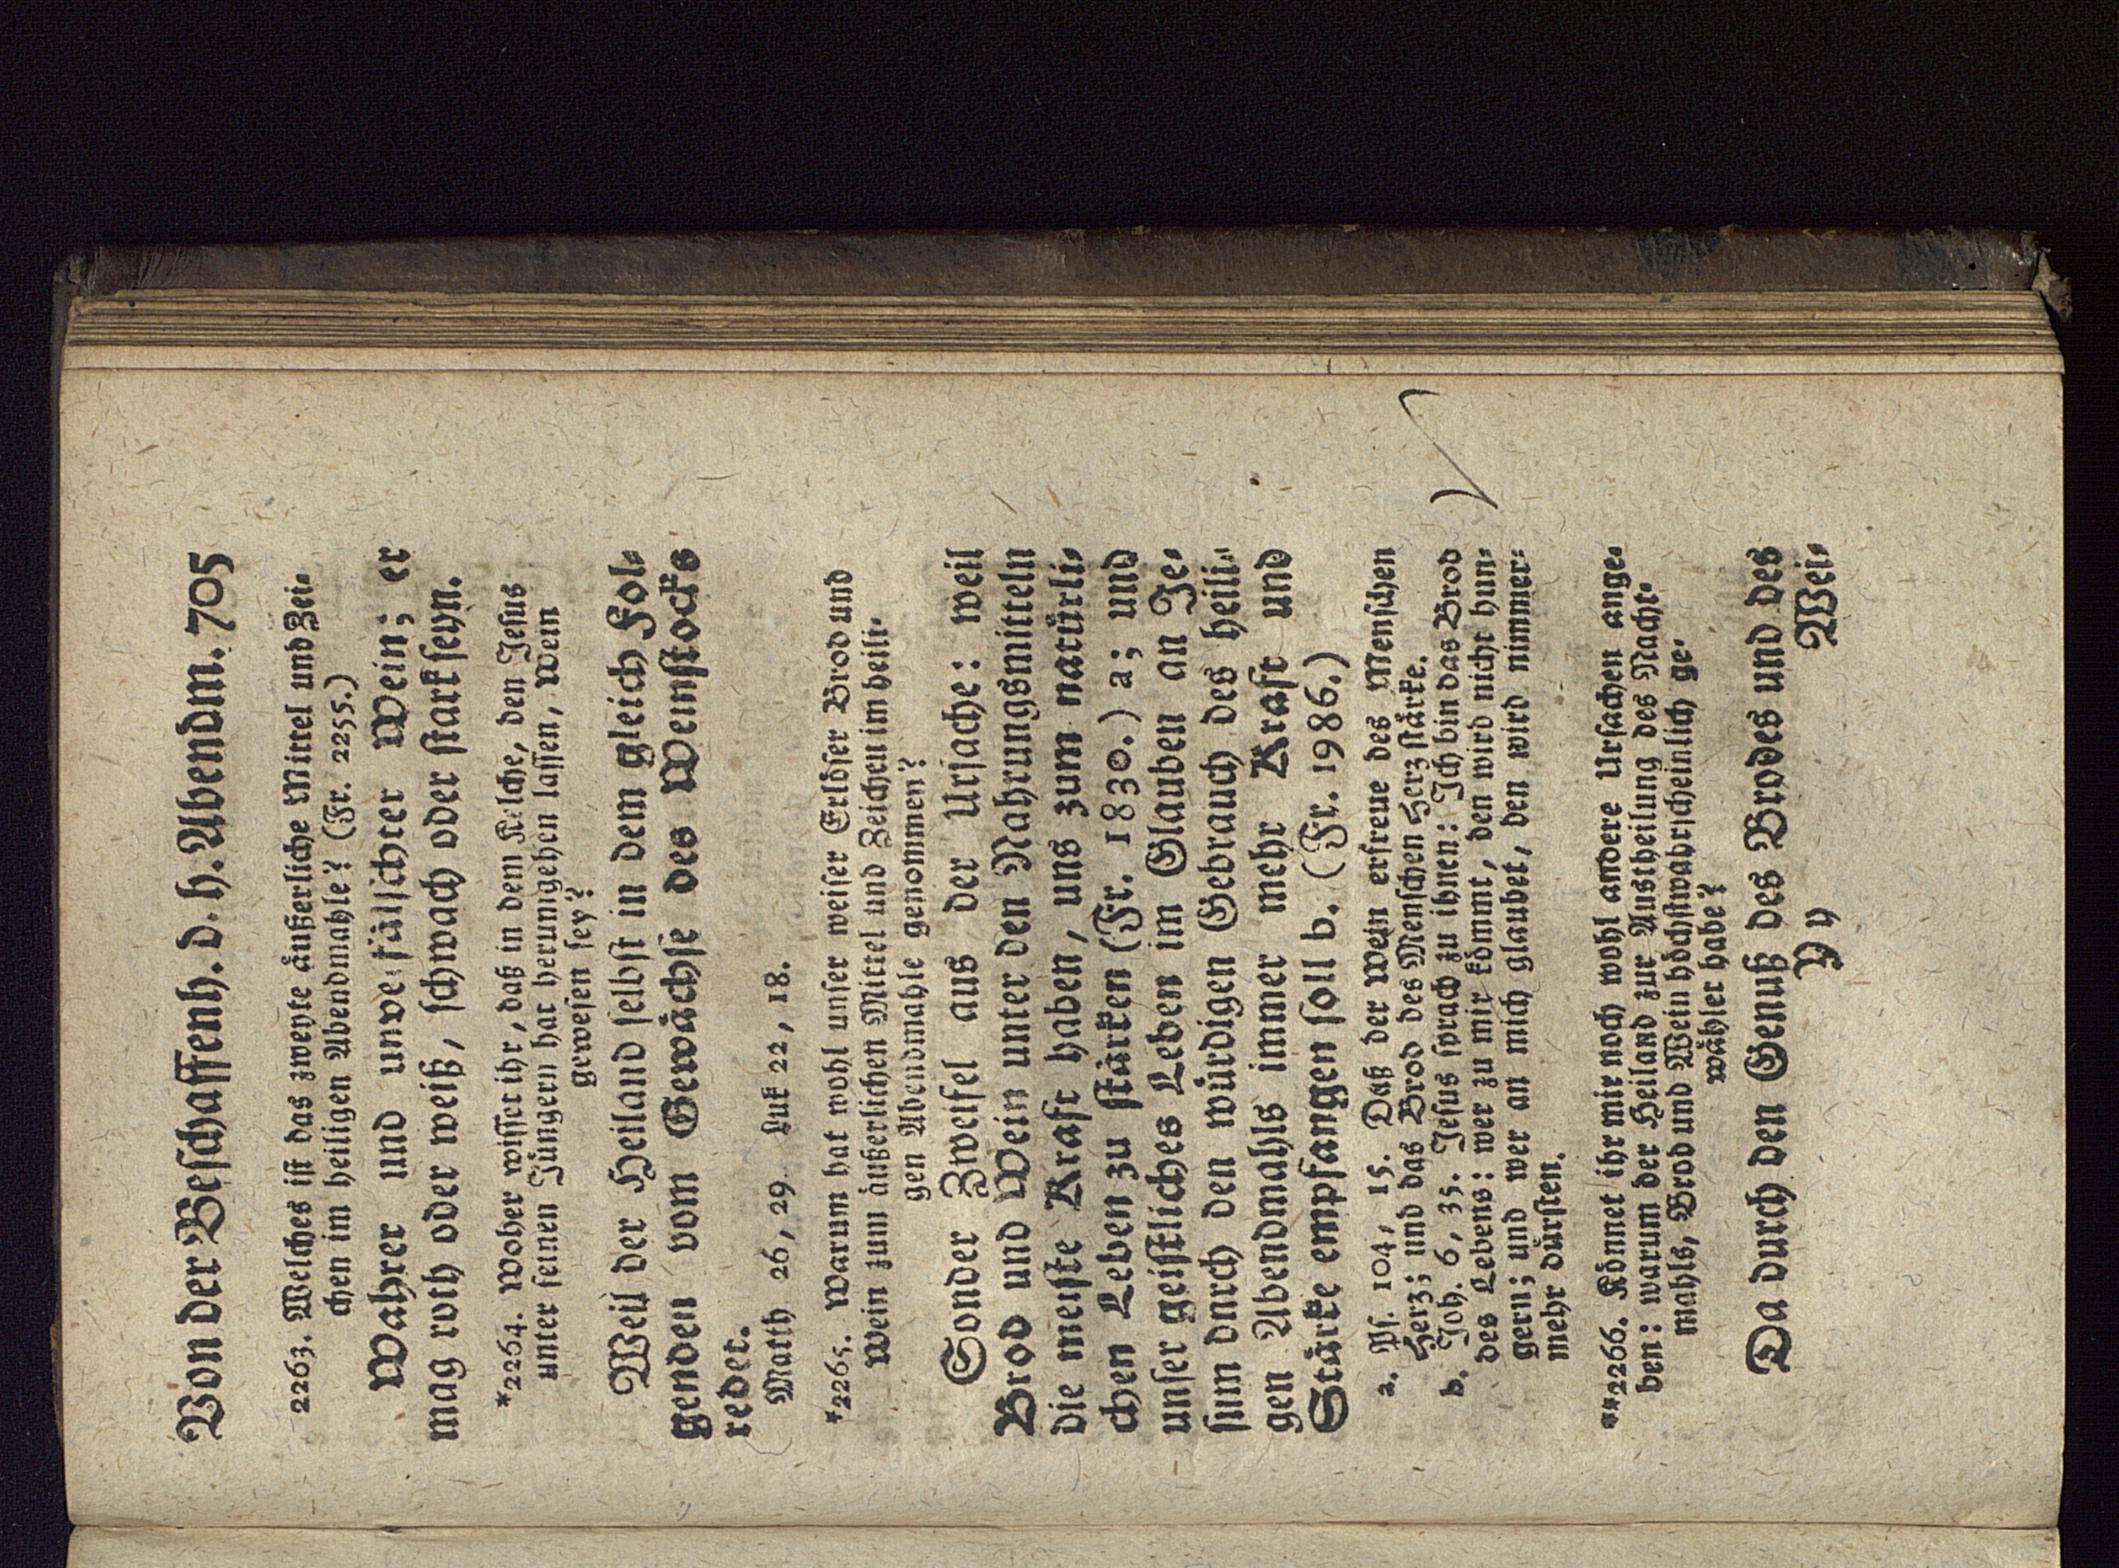 Von der Beschaffenh. d. h. Abendm. 705
2263. Welches ist das zweyte äußerliche Mittel und Zei-
chen im heiligen Abendmahle? (Fr. 2255.)
Wahrer und unverfälschter Wein; er
mag roth oder weiß, schwach oder stark seyn.
*2264. Woher wisset ihr, daß in dem Kelche, den Jesus
unter seinen Jüngern hat herumgehen lassen, Wein
gewesen sey?
Weil der Heiland selbst in dem gleich Fol-
genden vom Gewächse des Weinstocks
redet.
Math 26, 29. Luk 22, 18.
*2265. Warum hat wohl unser weiser Erlöser Brod und
Wein zum äußerlichen Mittel und Zeichen im heili-
gen Abendmahle genommen?
Sonder Zweifel aus der Ursache: weil
Brod und Wein unter den Nahrungsmitteln
die meiste Kraft haben, uns zum natürli-
chen Leben zu stärken (Fr. 1830.) a; und
unser geistliches Leben im Glauben an Je-
sum durch den würdigen Gebrauch des heili-
gen Abendmahls immer mehr Kraft und
Stärke empfangen soll b. (Fr. 1986.)
a. Ps. 104, 15. Daß der Wein erfreue des Menschen
Herz; und das Brod des Menschen Herz stärke.
b. Joh. 6, 35. Jesus sprach zu ihnen: Ich bin das Brod
des Lebens: wer zu mir kömmt, den wird nicht hun-
gern; und wer an mich glaubet, den wird nimmer-
mehr dürsten.
**2266. Könnet ihr mir noch wohl andere Ursachen ange-
ben: warum der Heiland zur Austheilung des Nacht-
mahls, Brod und Wein höchstwahrscheinlich ge-
wählet habe?
Da durch den Genuß des Brodes und des
Y y Wei-